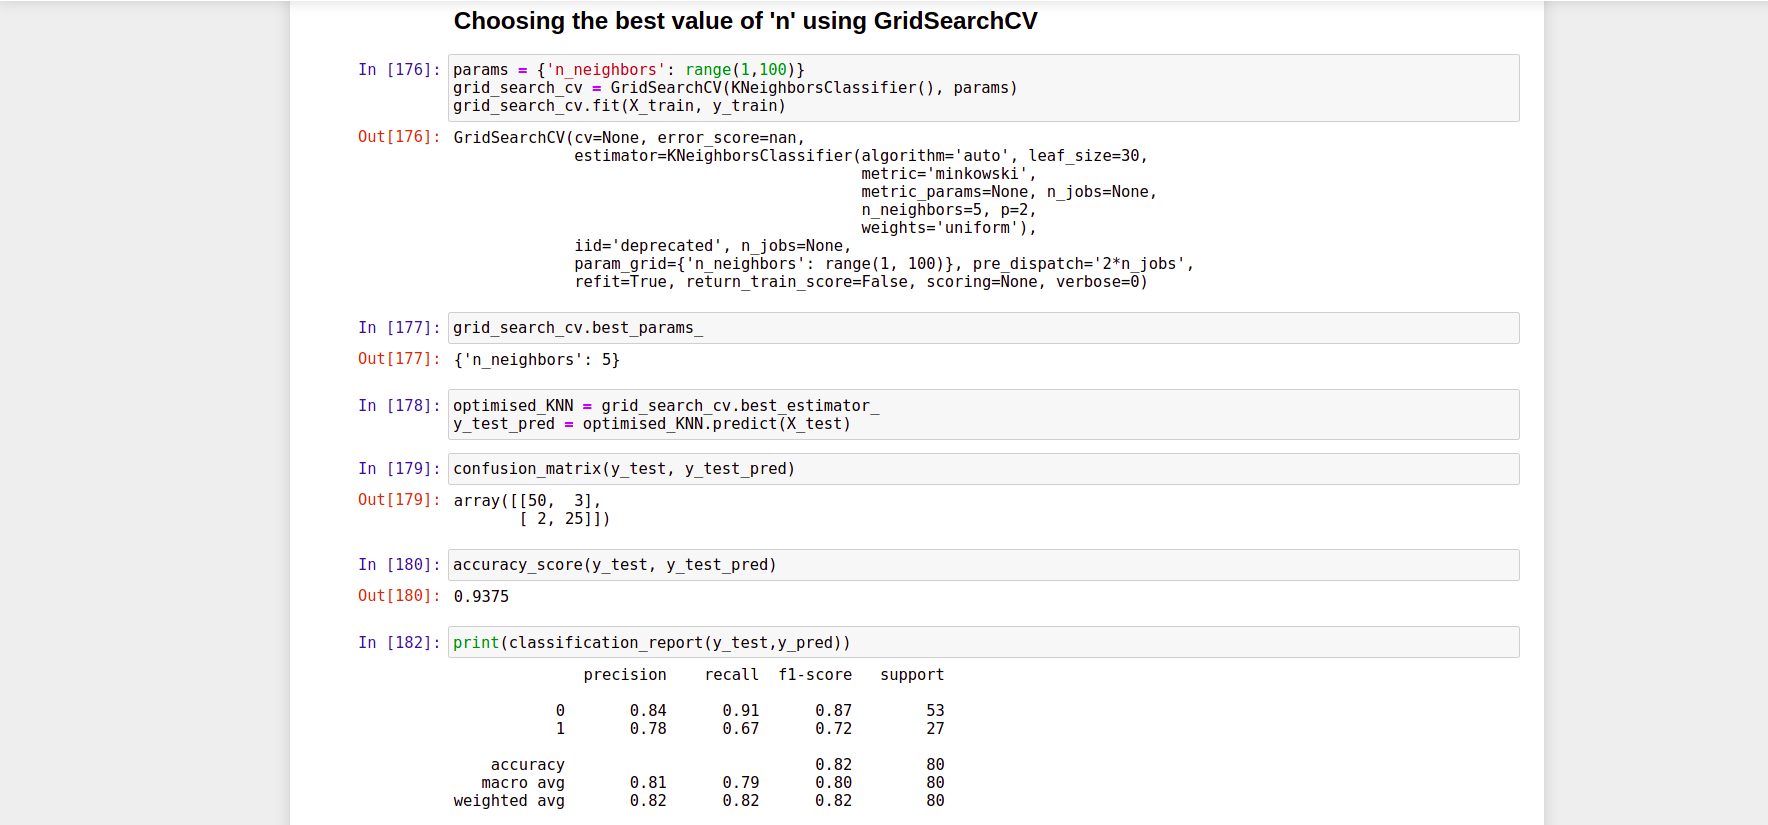 Choosing the best value of 'n' using GridSearchCV
In [176]: params = {'n_neighbors': range(1,100)}
grid_search_cv = GridSearchCV(KNeighborsClassifier(), params)
grid_search_cv.fit(X_train, y_train)
Out[176]: GridSearchCV(cv=None, error_score=nan,
estimator=KNeighborsClassifier(algorithm='auto', leaf_size=30,
metric='minkowski',
metric_params=None, n_jobs=None,
n_neighbors=5, p=2,
weights='uniform'),
iid='deprecated', n_jobs=None,
param_grid={'n_neighbors': range(1, 100)}, pre_dispatch='2*n_jobs',
refit=True, return_train_score=False, scoring=None, verbose=0)
In [177]: grid_search_cv.best_params_
Out[177]: {'n_neighbors': 5}
In [178]: optimised_KNN = grid_search_cv.best_estimator_
y_test_pred = optimised_KNN.predict(X_test)
In [179]: confusion_matrix(y_test, y_test_pred)
Out[179]: array([[50,  3],
[ 2, 25]])
In [180]: accuracy_score(y_test, y_test_pred)
Out[180]: 0.9375
In [182]: print(classification_report(y_test,y_pred))
precision recall f1-score support
0 0.84 0.91 0.87 53
1 0.78 0.67 0.72 27
accuracy 0.82 80
macro avg 0.81 0.79 0.80 80
weighted avg 0.82 0.82 0.82 80